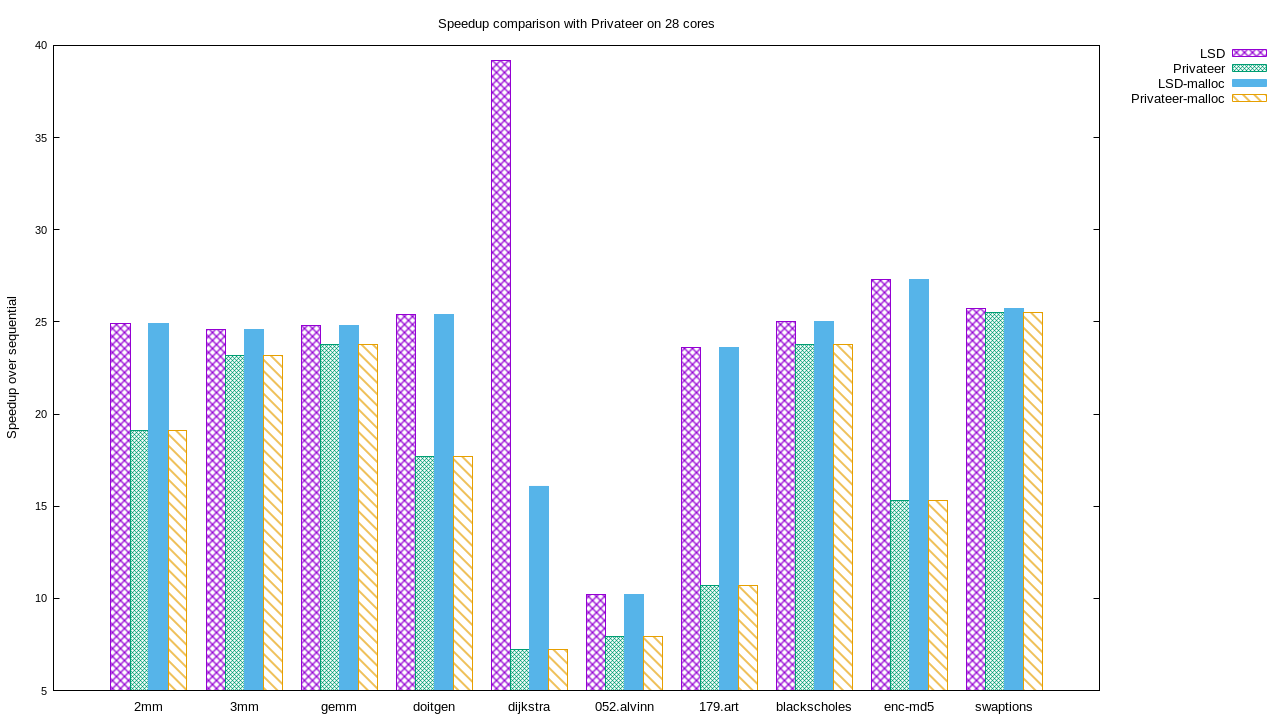 Speedup comparison with Privateer on 28 cores
LSD
Privateer
LSD-malloc
Privateer-malloc
Speedup over sequential
40
35
30
25
20
15
10
5
2mm 3mm gemm doitgen dijkstra 052.alvinn 179.art blackscholes enc-md5 swaptions